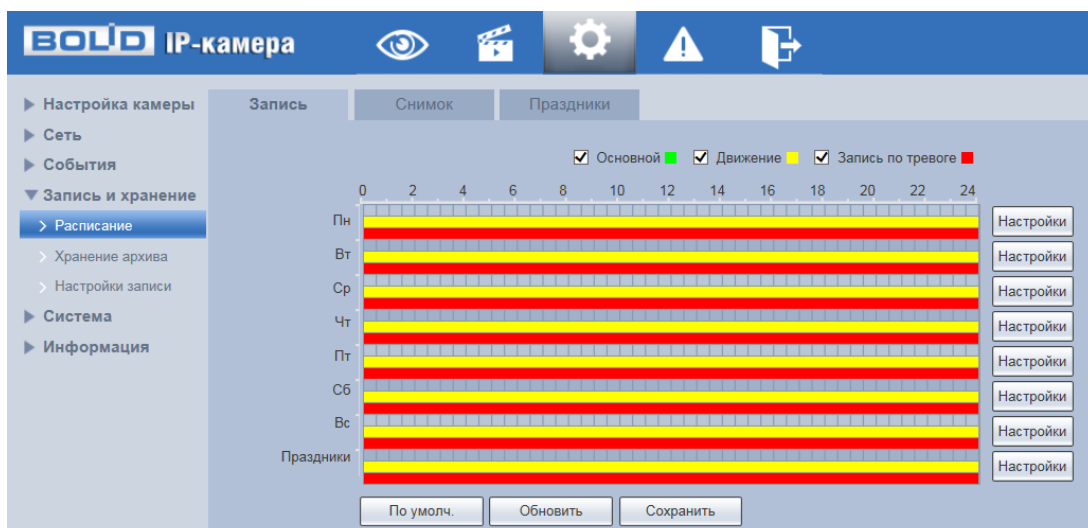 BOLID IP-камера
Настройка камеры
Сеть
События
Запись и хранение
Расписание
Хранение архива
Настройки записи
Система
Информация
Запись Снимок Праздники
Основной Движение Запись по тревоге
0 2 4 6 8 10 12 14 16 18 20 22 24
Пн Настройки
Вт Настройки
Ср Настройки
Чт Настройки
Пт Настройки
Сб Настройки
Вс Настройки
Праздники Настройки
По умолч. Обновить Сохранить